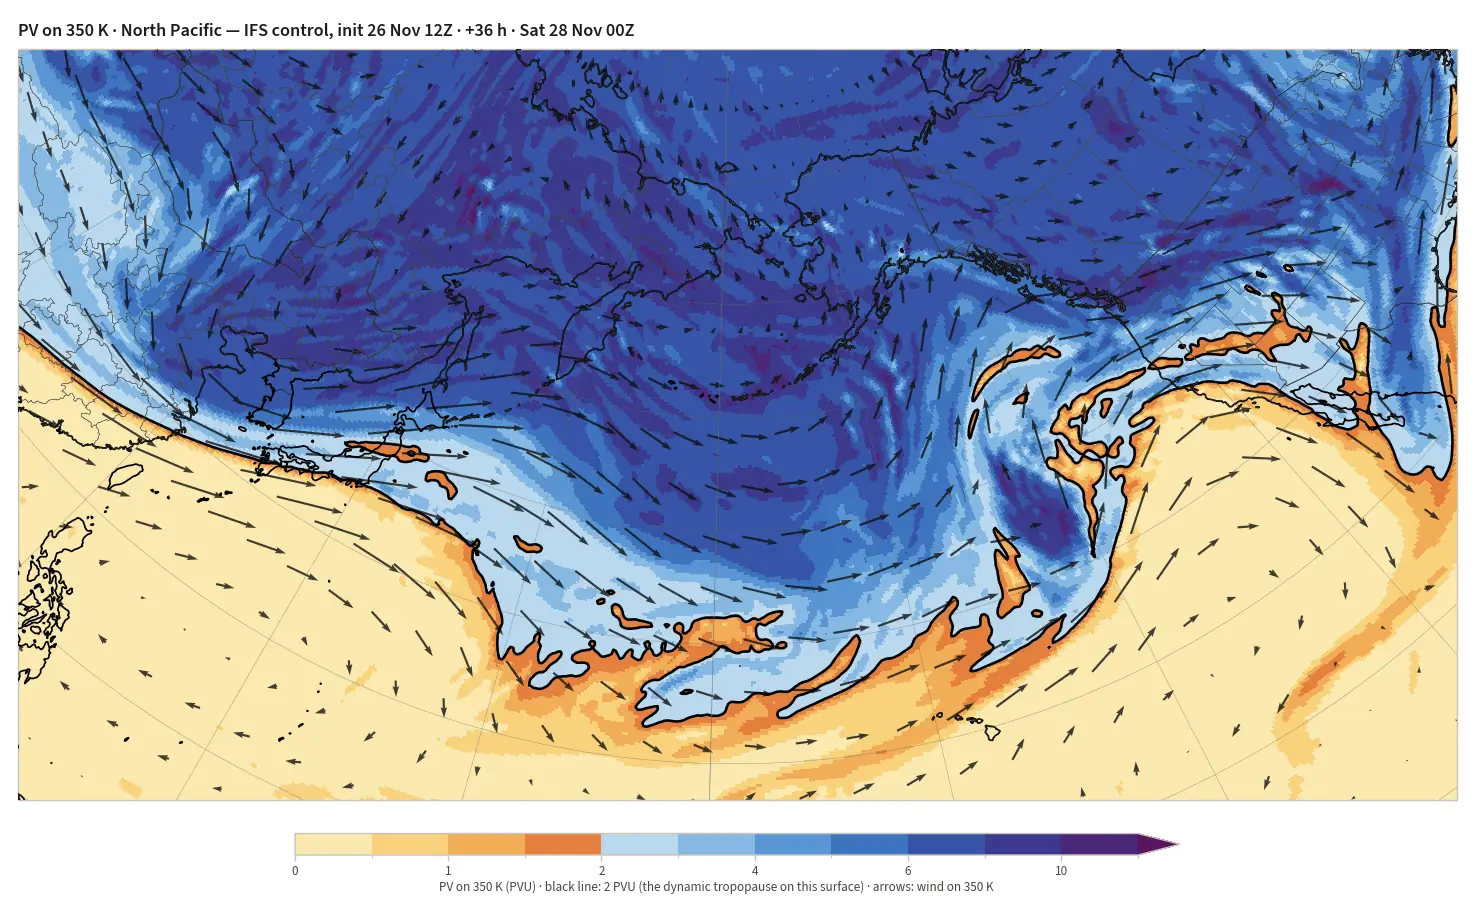 PV on 350 K · North Pacific — IFS control, init 26 Nov 12Z · +36 h · Sat 28 Nov 00Z
0 1 2 4 6 10
PV on 350 K (PVU) · black line: 2 PVU (the dynamic tropopause on this surface) · arrows: wind on 350 K